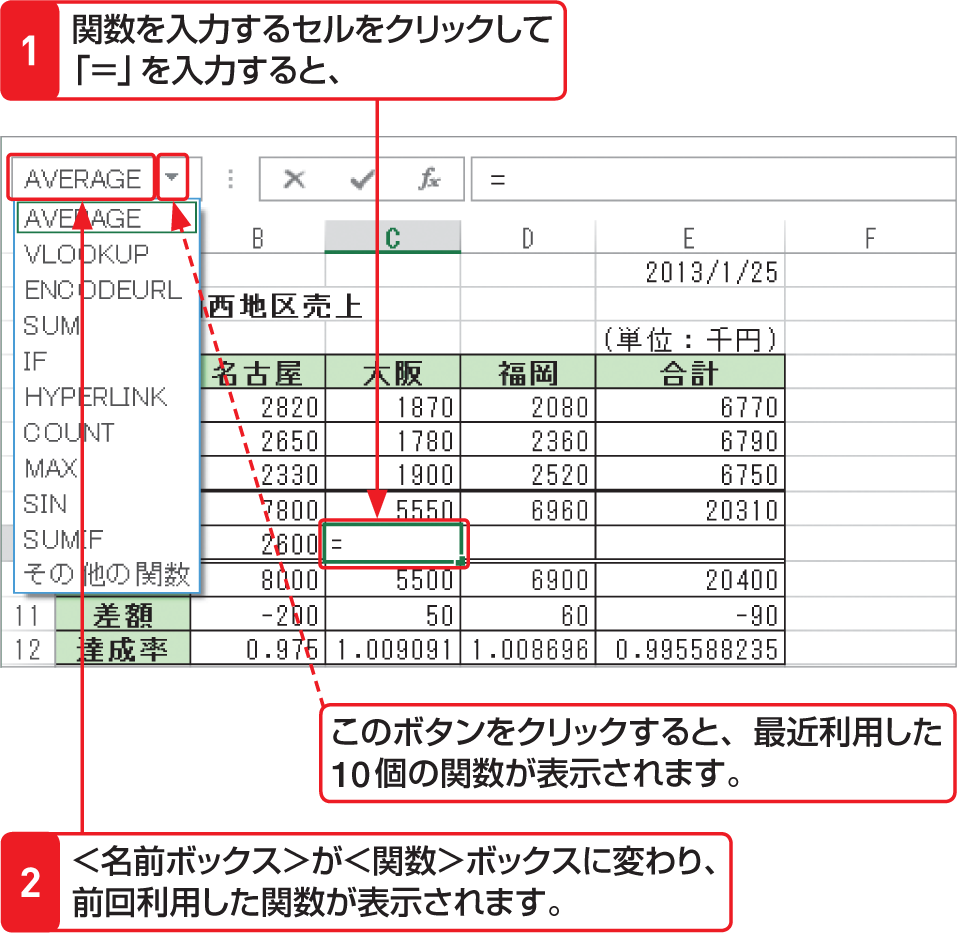 1 関数を入力するセルをクリックして
「＝」を入力すると、
AVERAGE fx =
AVERAGE
VLOOKUP
ENCODEURL
SUM
IF
HYPERLINK
COUNT
MAX
SIN
SUMIF
その他の関数
B C D E F
2013/1/25
西地区売上
(単位：千円)
名古屋 大阪 福岡 合計
2820 1870 2080 6770
2650 1780 2360 6790
2330 1900 2520 6750
7800 5550 6960 20310
2600 =
8000 5500 6900 20400
11 差額 -200 50 60 -90
12 達成率 0.975 1.009091 1.008696 0.995588235
このボタンをクリックすると、最近利用した
10個の関数が表示されます。
2 ＜名前ボックス＞が＜関数＞ボックスに変わり、
前回利用した関数が表示されます。